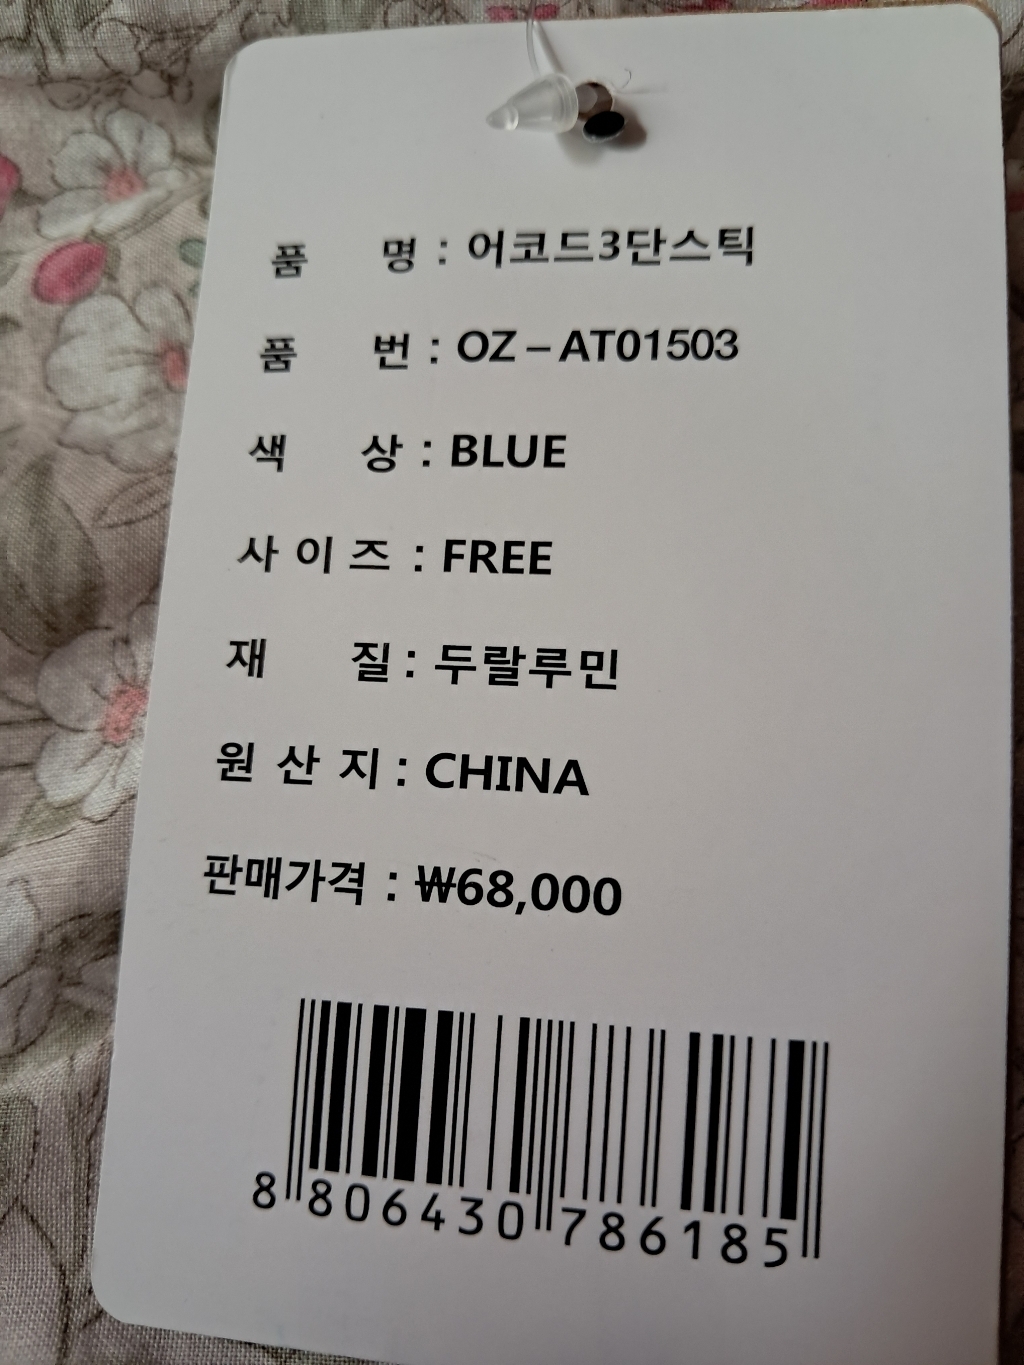 품 명 : 어코드3단스틱
품 번 : OZ-AT01503
색 상 : BLUE
사이즈 : FREE
재 질 : 두랄루민
원산지 : CHINA
판매가격 : ₩68,000
8 806430 786185